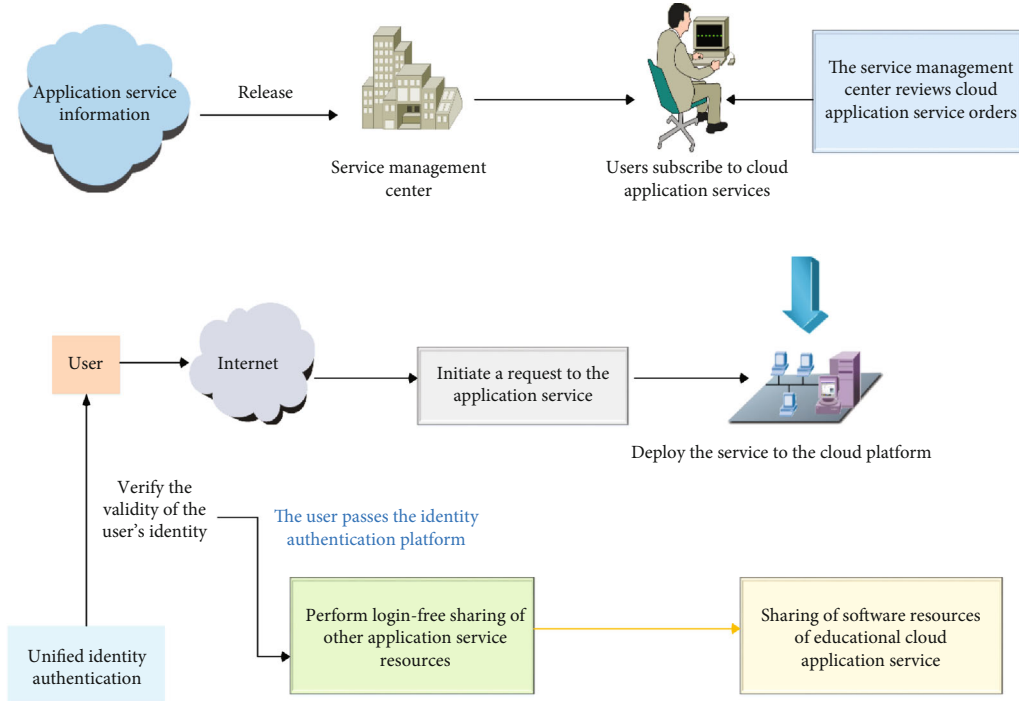 Application service
information
Release
Service management
center
Users subscribe to cloud
application services
The service management
center reviews cloud
application service orders
User
Internet
Initiate a request to the
application service
Deploy the service to the cloud platform
Verify the
validity of the
user's identity
The user passes the identity
authentication platform
Unified identity
authentication
Perform login-free sharing of
other application service
resources
Sharing of software resources
of educational cloud
application service